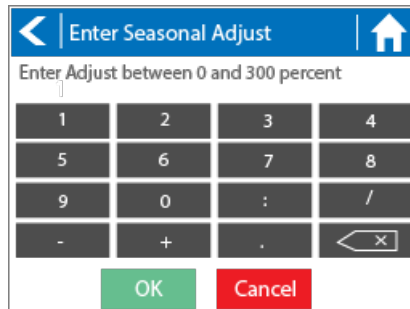 Enter Seasonal Adjust
Enter Adjust between 0 and 300 percent
1 2 3 4
5 6 7 8
9 0 : /
- + .
OK Cancel